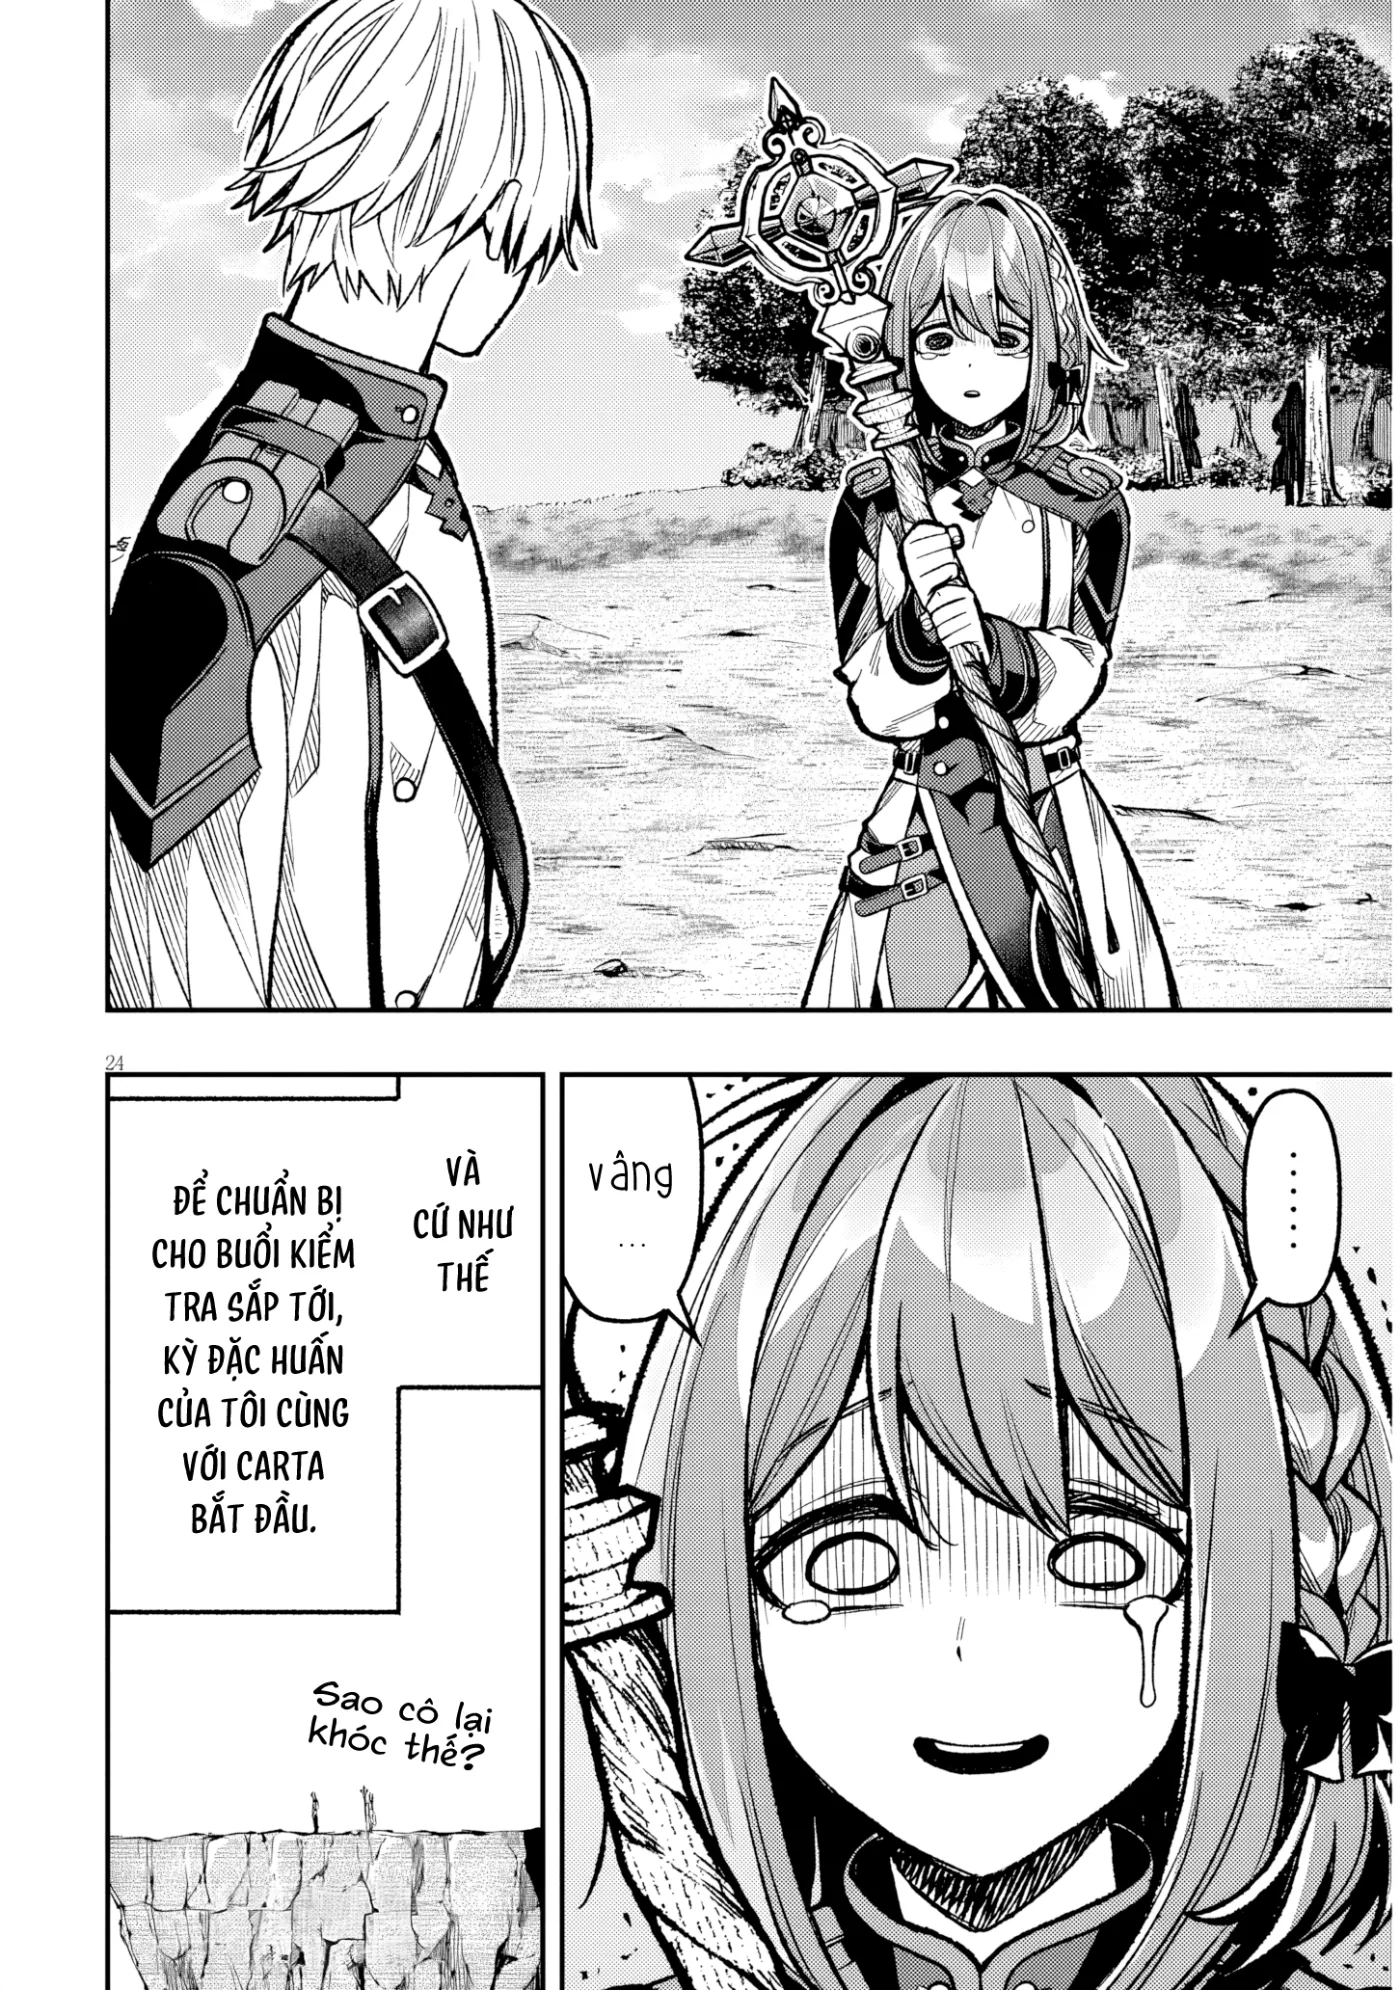 24
......
vâng
...
VÀ
CỨ NHƯ
THẾ
ĐỂ CHUẨN BỊ
CHO BUỔI KIỂM
TRA SẮP TỚI,
KỲ ĐẶC HUẤN
CỦA TÔI CÙNG
VỚI CARTA
BẮT ĐẦU.
Sao cô lại
khóc thế?